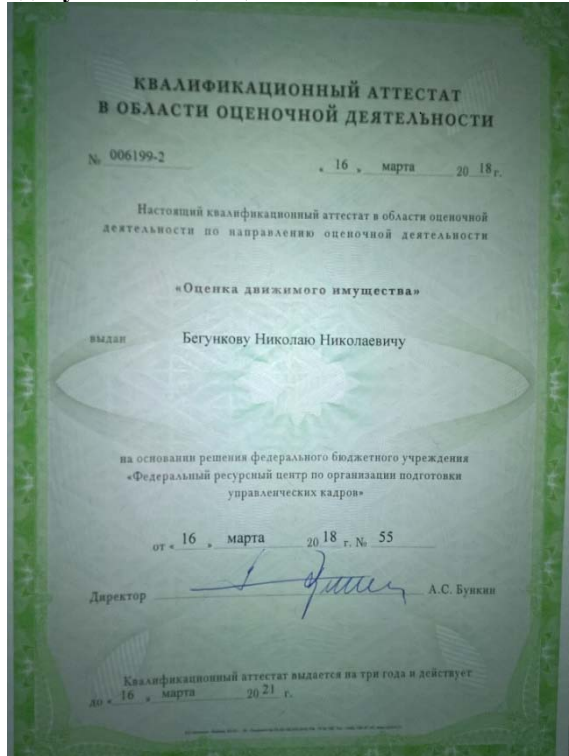 КВАЛИФИКАЦИОННЫЙ АТТЕСТАТ
В ОБЛАСТИ ОЦЕНОЧНОЙ ДЕЯТЕЛЬНОСТИ
№ 006199-2 « 16 » марта 20 18 г.
Настоящий квалификационный аттестат в области оценочной
деятельности по направлению оценочной деятельности
«Оценка движимого имущества»
выдан Бегункову Николаю Николаевичу
на основании решения федерального бюджетного учреждения
«Федеральный ресурсный центр по организации подготовки
управленческих кадров»
от « 16 » марта 20 18 г. № 55
Директор А.С. Бункин
Квалификационный аттестат выдается на три года и действует
до « 16 » марта 20 21 г.